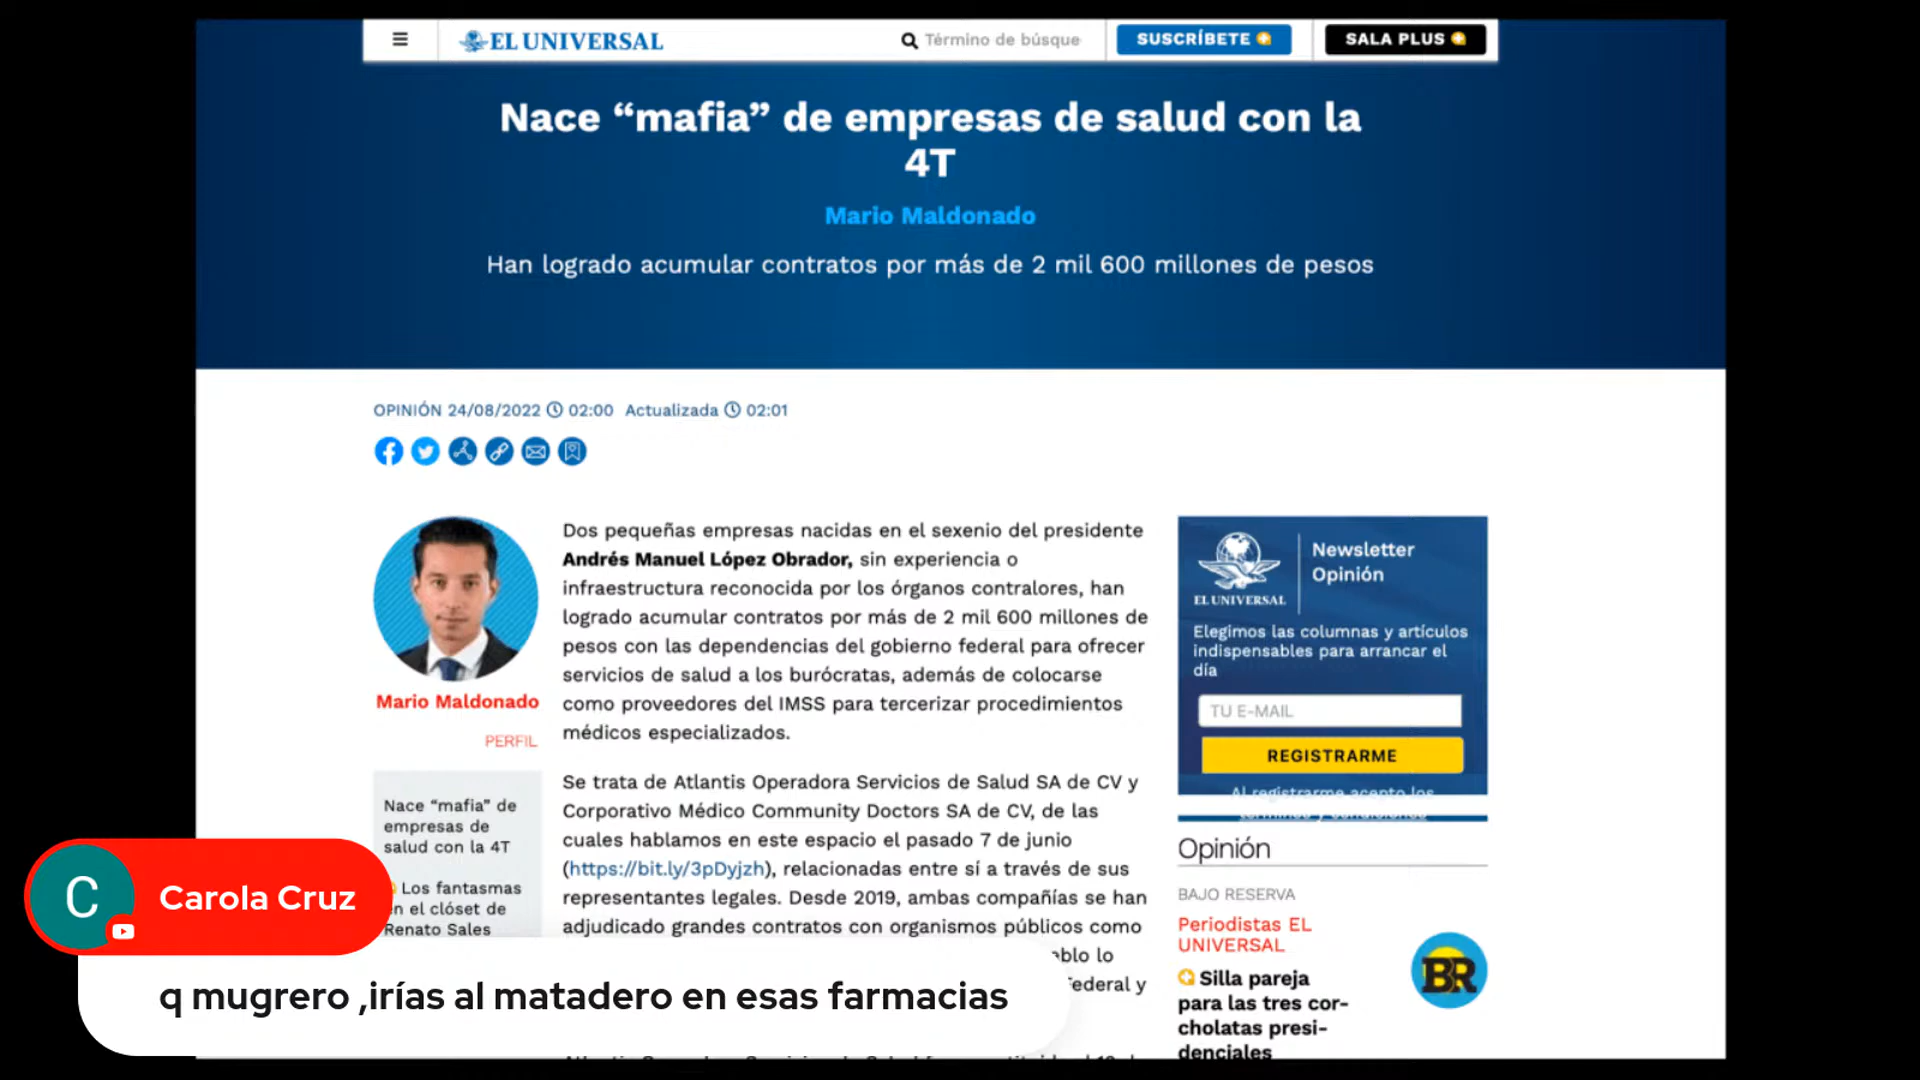 EL UNIVERSAL
Término de búsque
SUSCRÍBETE
SALA PLUS
Nace “mafia” de empresas de salud con la
4T
Mario Maldonado
Han logrado acumular contratos por más de 2 mil 600 millones de pesos
OPINIÓN 24/08/2022 02:00 Actualizada 02:01
Mario Maldonado
PERFIL
Nace “mafia” de
empresas de
salud con la 4T
Los fantasmas
en el clóset de
Renato Sales
Dos pequeñas empresas nacidas en el sexenio del presidente
Andrés Manuel López Obrador, sin experiencia o
infraestructura reconocida por los órganos contralores, han
logrado acumular contratos por más de 2 mil 600 millones de
pesos con las dependencias del gobierno federal para ofrecer
servicios de salud a los burócratas, además de colocarse
como proveedores del IMSS para tercerizar procedimientos
médicos especializados.
Se trata de Atlantis Operadora Servicios de Salud SA de CV y
Corporativo Médico Community Doctors SA de CV, de las
cuales hablamos en este espacio el pasado 7 de junio
(https://bit.ly/3pDyjzh), relacionadas entre sí a través de sus
representantes legales. Desde 2019, ambas compañías se han
adjudicado grandes contratos con organismos públicos como
lo
Federal y
Newsletter
Opinión
EL UNIVERSAL
Elegimos las columnas y artículos
indispensables para arrancar el
día
TU E-MAIL
REGISTRARME
Al registrarme acepto los
términos y condiciones
Opinión
BAJO RESERVA
Periodistas EL
UNIVERSAL
Silla pareja
para las tres cor-
cholatas presi-
denciales
BR
C
Carola Cruz
q mugrero ,irías al matadero en esas farmacias